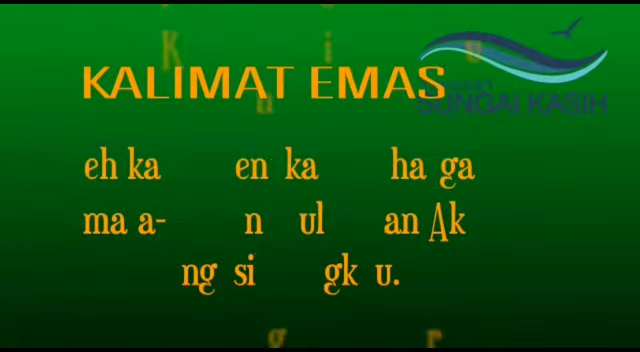 KALIMAT EMAS
SUNGAI KASIH
eh ka en ka ha ga
ma a- n ul an Ak
ng si gk u.